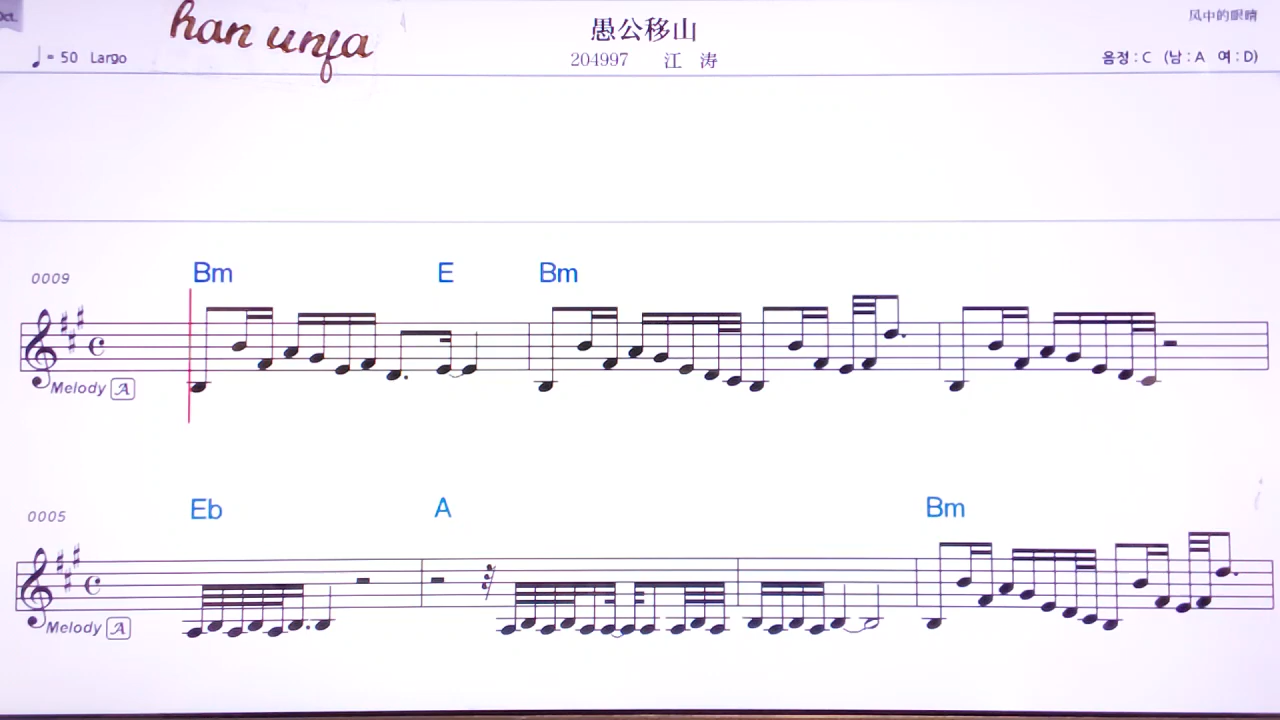 Oct.
han unfa
愚公移山
风中的眼睛
♩= 50 Largo
204997 江 涛
음정 : C (남 : A 여 : D)
0009
Bm E Bm
Melody A
0005
Eb A Bm
Melody A